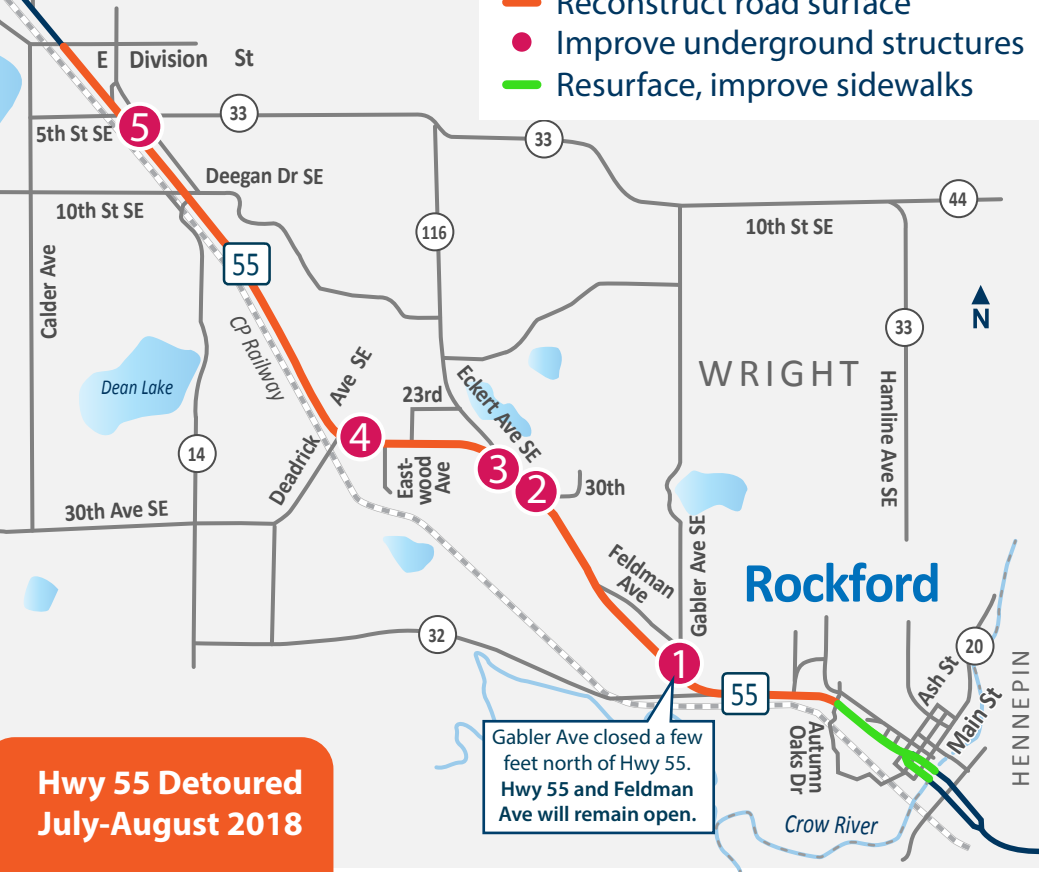 Reconstruct road surface
Improve underground structures
Resurface, improve sidewalks
E Division St
5
33
5th St SE
33
Deegan Dr SE
10th St SE
44
116
10th St SE
55
Calder Ave
N
33
CP Railway
Ave SE
WRIGHT
Dean Lake
Eckert Ave SE
23rd
Hamline Ave SE
4
14
Deadrick
East-
wood
Ave
3
2
30th
30th Ave SE
Gabler Ave SE
Feldman
Ave
Rockford
32
20
1
Ash St
HENNEPIN
55
Main St
Autumn
Oaks Dr
Gabler Ave closed a few
feet north of Hwy 55.
Hwy 55 and Feldman
Ave will remain open.
Crow River
Hwy 55 Detoured
July-August 2018